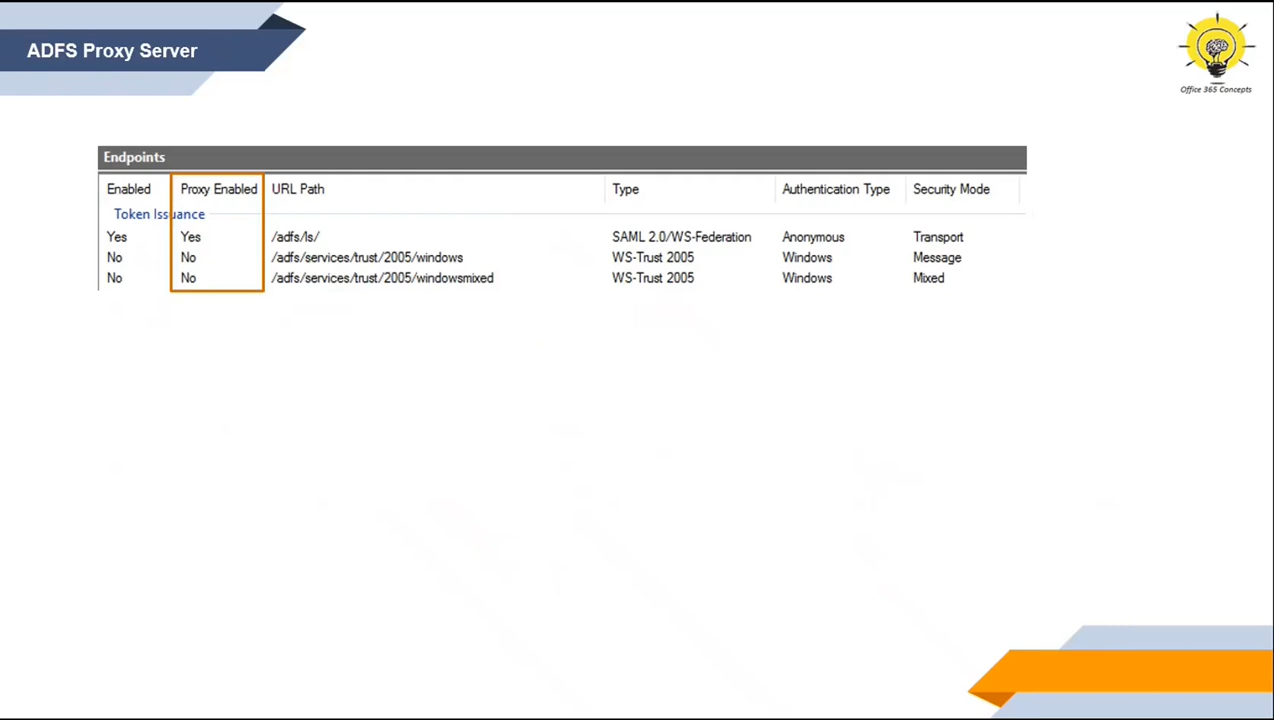 ADFS Proxy Server
Office 365 Concepts
Endpoints
Enabled Proxy Enabled URL Path Type Authentication Type Security Mode
Token Issuance
Yes Yes /adfs/ls/ SAML 2.0/WS-Federation Anonymous Transport
No No /adfs/services/trust/2005/windows WS-Trust 2005 Windows Message
No No /adfs/services/trust/2005/windowsmixed WS-Trust 2005 Windows Mixed